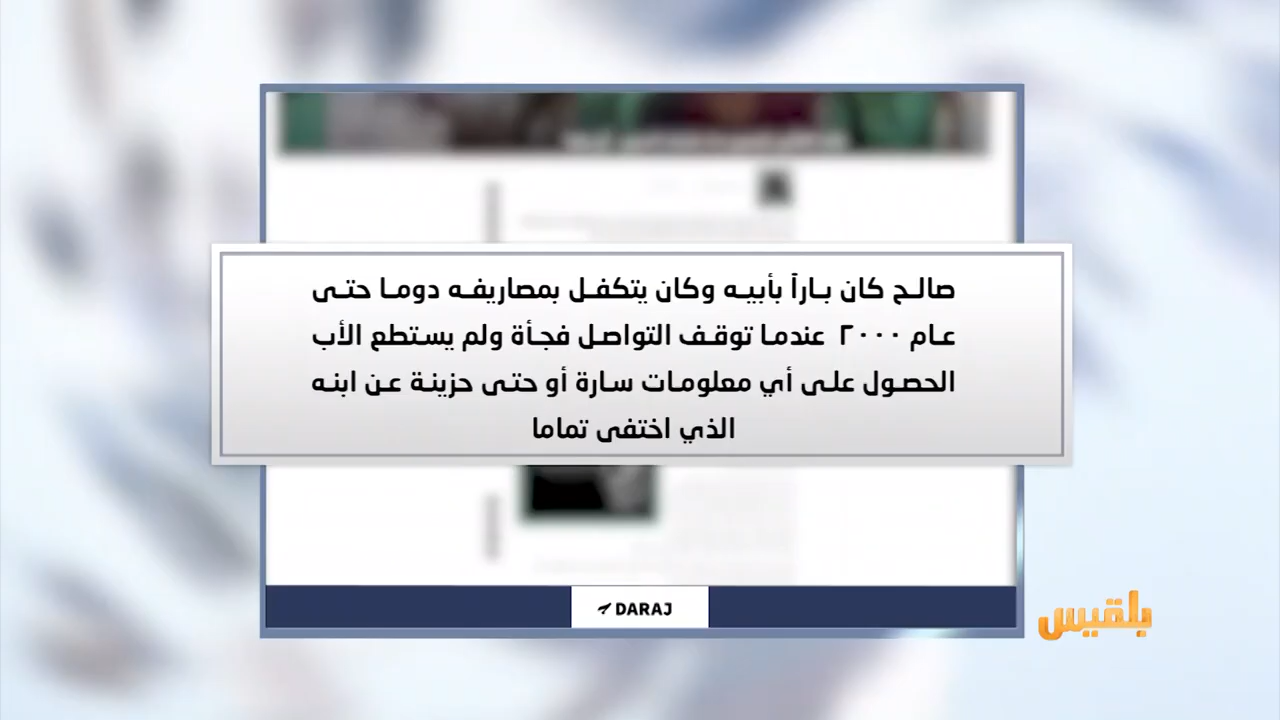 صالح كان باراً بأبيه وكان يتكفل بمصاريفه دوما حتى
عام ٢٠٠٠ عندما توقف التواصل فجأة ولم يستطع الأب
الحصول على أي معلومات سارة أو حتى حزينة عن ابنه
الذي اختفى تماما
DARAJ
بلقيس